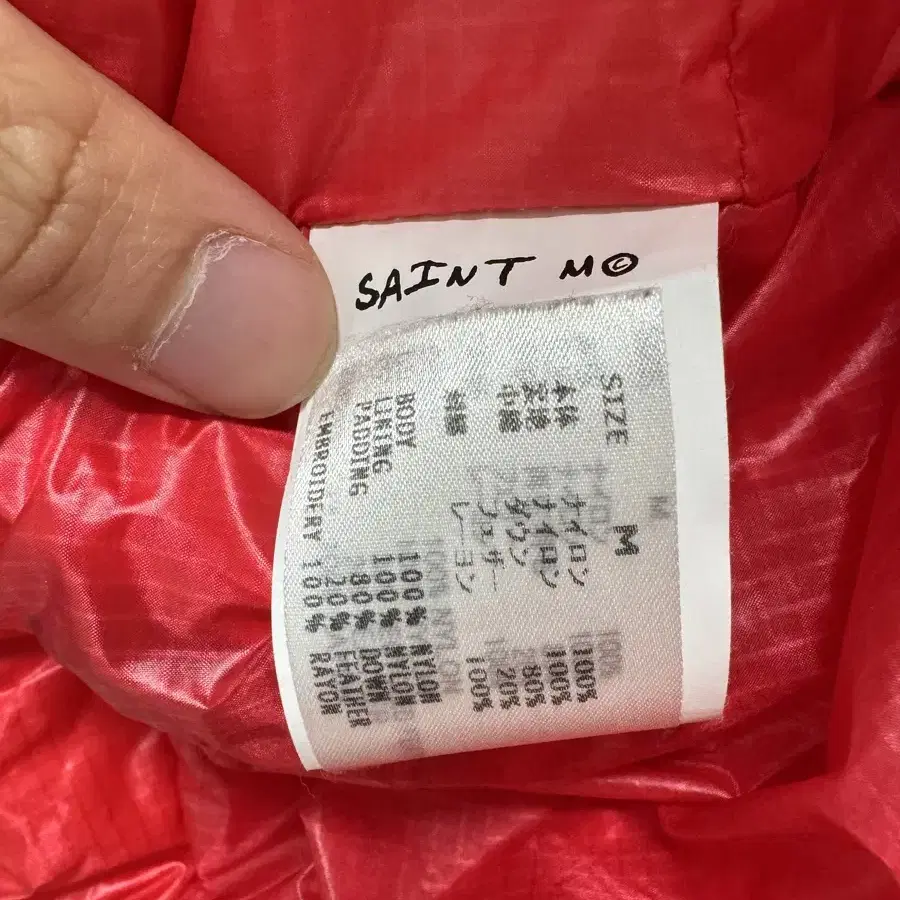 SAINT M©
SIZE M
本体 ナイロン 100%
裏地 ナイロン 100%
中綿 ダウン 80%
フェザー 20%
刺繍 レーヨン 100%
BODY 100% NYLON
LINING 100% NYLON
PADDING 80% DOWN
20% FEATHER
EMBROIDERY 100% RAYON